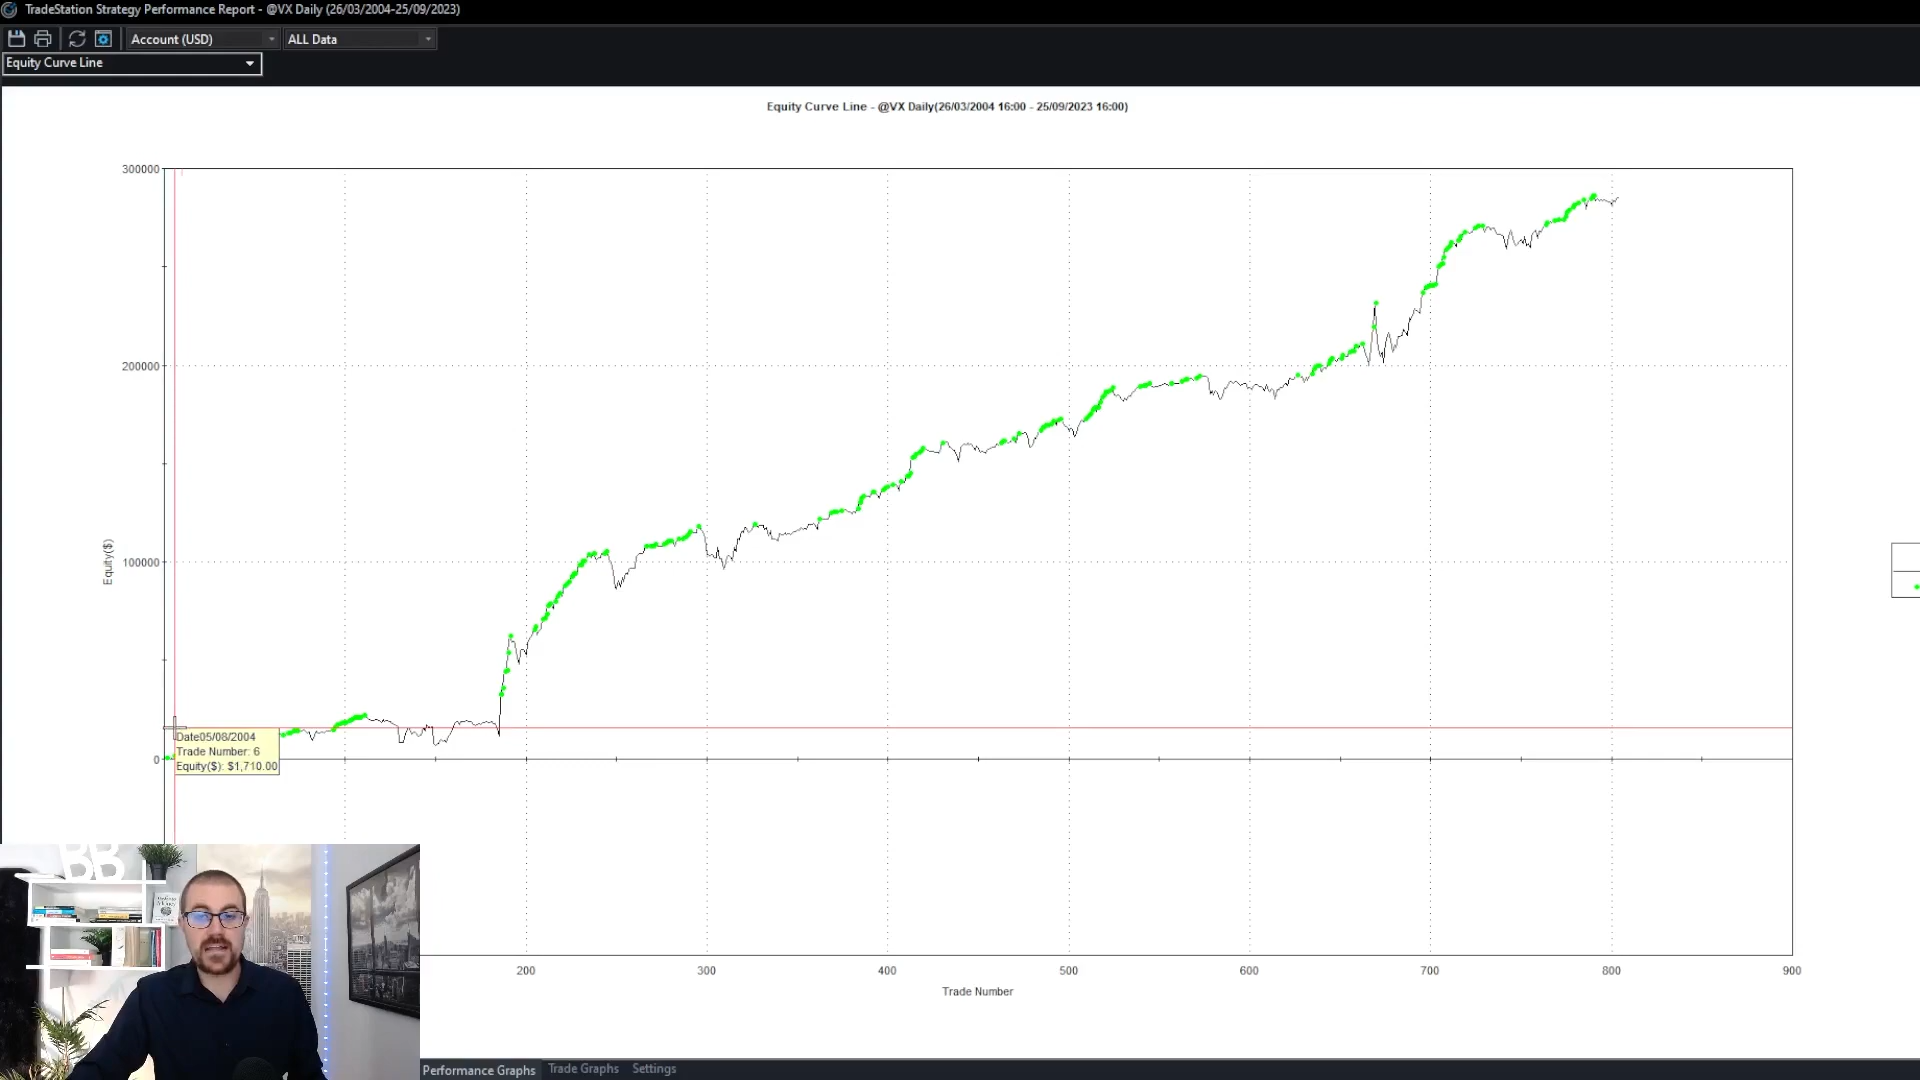 TradeStation Strategy Performance Report - @VX Daily (26/03/2004-25/09/2023)
Account (USD)
ALL Data
Equity Curve Line
Equity Curve Line - @VX Daily(26/03/2004 16:00 - 25/09/2023 16:00)
300000
200000
100000
0
Equity($)
Date05/08/2004
Trade Number: 6
Equity($): $1,710.00
200
300
400
500
600
700
800
900
Trade Number
BB
Performance Graphs
Trade Graphs
Settings